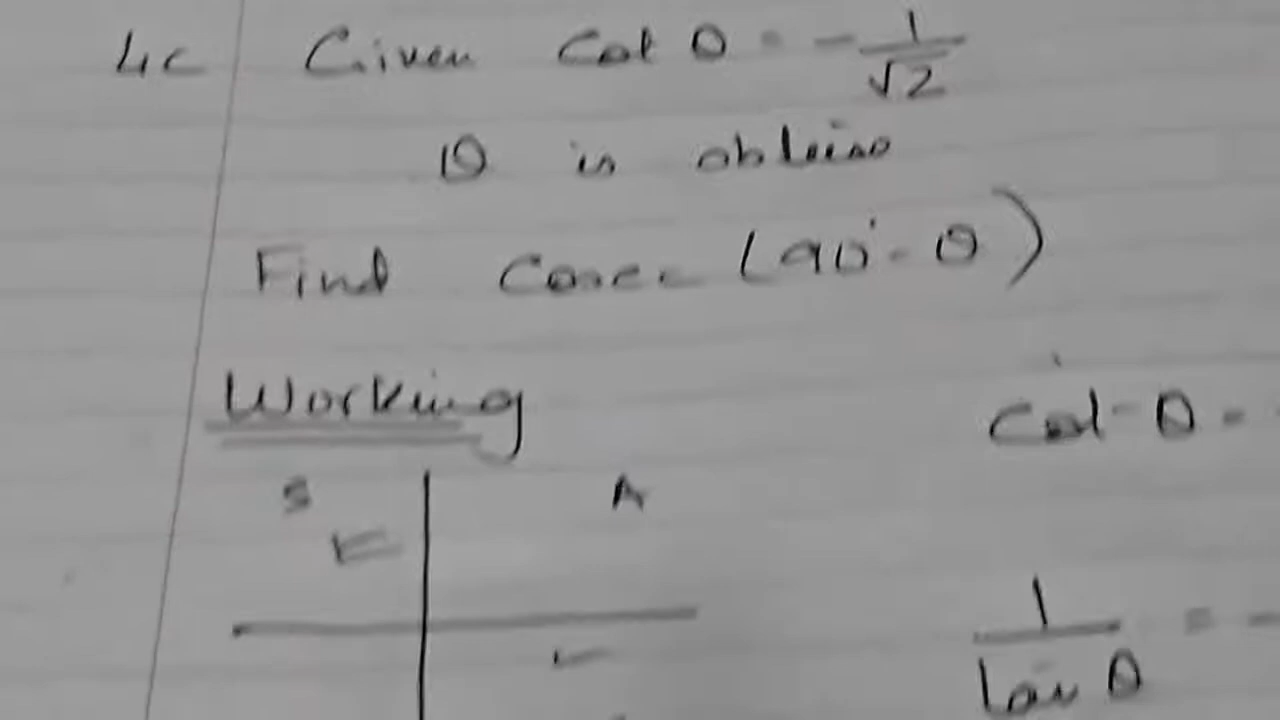 4c Given Cot θ = -1/√2
θ is obtuse
Find Cosec (90° - θ)
Working
Cot θ =
S A
1/tan θ = -